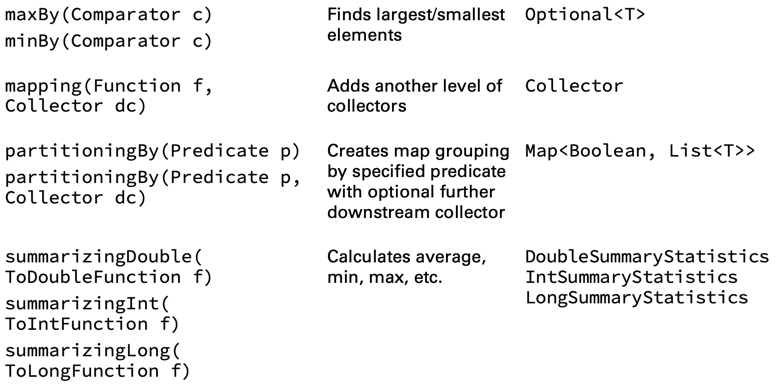 maxBy(Comparator c)
minBy(Comparator c)
Finds largest/smallest
elements
Optional<T>
mapping(Function f,
Collector dc)
Adds another level of
collectors
Collector
partitioningBy(Predicate p)
partitioningBy(Predicate p,
Collector dc)
Creates map grouping
by specified predicate
with optional further
downstream collector
Map<Boolean, List<T>>
summarizingDouble(
ToDoubleFunction f)
summarizingInt(
ToIntFunction f)
summarizingLong(
ToLongFunction f)
Calculates average,
min, max, etc.
DoubleSummaryStatistics
IntSummaryStatistics
LongSummaryStatistics